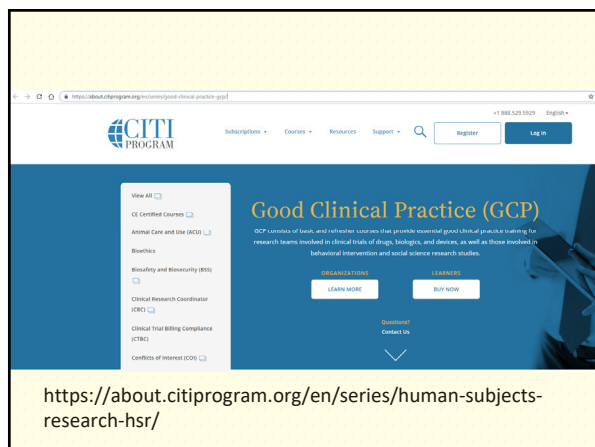 https://about.citiprogram.org/en/series/good-clinical-practice-gcp/
+1 888.529.5929 English
CITI
PROGRAM
Subscriptions
Courses
Resources
Support
Register
Log In
View All
CE Certified Courses
Animal Care and Use (ACU)
Bioethics
Biosafety and Biosecurity (BSS)
Clinical Research Coordinator
(CRC)
Clinical Trial Billing Compliance
(CTBC)
Conflicts of Interest (COI)
Good Clinical Practice (GCP)
GCP consists of basic and refresher courses that provide essential good clinical practice training for
research teams involved in clinical trials of drugs, biologics, and devices, as well as those involved in
behavioral intervention and social science research studies.
ORGANIZATIONS
LEARN MORE
LEARNERS
BUY NOW
Questions?
Contact Us
https://about.citiprogram.org/en/series/human-subjects-
research-hsr/